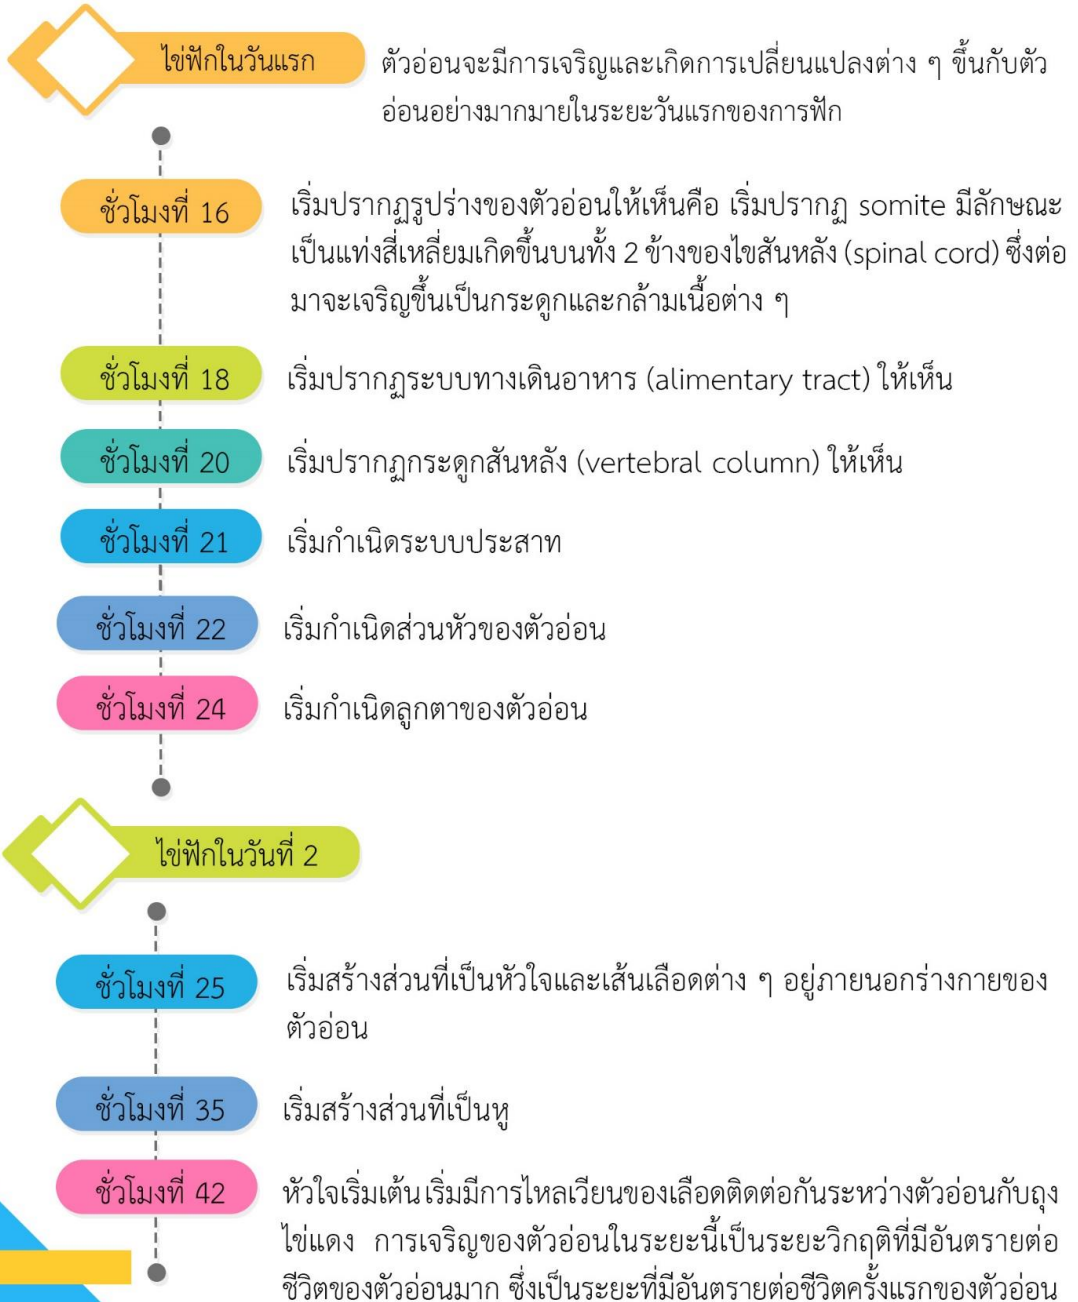 ไข่ฟักในวันแรก
ตัวอ่อนจะมีการเจริญและเกิดการเปลี่ยนแปลงต่าง ๆ ขึ้นกับตัว
อ่อนอย่างมากมายในระยะวันแรกของการฟัก
ชั่วโมงที่ 16
เริ่มปรากฏรูปร่างของตัวอ่อนให้เห็นคือ เริ่มปรากฏ somite มีลักษณะ
เป็นแท่งสี่เหลี่ยมเกิดขึ้นบนทั้ง 2 ข้างของไขสันหลัง (spinal cord) ซึ่งต่อ
มาจะเจริญขึ้นเป็นกระดูกและกล้ามเนื้อต่าง ๆ
ชั่วโมงที่ 18
เริ่มปรากฏระบบทางเดินอาหาร (alimentary tract) ให้เห็น
ชั่วโมงที่ 20
เริ่มปรากฏกระดูกสันหลัง (vertebral column) ให้เห็น
ชั่วโมงที่ 21
เริ่มกำเนิดระบบประสาท
ชั่วโมงที่ 22
เริ่มกำเนิดส่วนหัวของตัวอ่อน
ชั่วโมงที่ 24
เริ่มกำเนิดลูกตาของตัวอ่อน
ไข่ฟักในวันที่ 2
ชั่วโมงที่ 25
เริ่มสร้างส่วนที่เป็นหัวใจและเส้นเลือดต่าง ๆ อยู่ภายนอกร่างกายของ
ตัวอ่อน
ชั่วโมงที่ 35
เริ่มสร้างส่วนที่เป็นหู
ชั่วโมงที่ 42
หัวใจเริ่มเต้น เริ่มมีการไหลเวียนของเลือดติดต่อกันระหว่างตัวอ่อนกับถุง
ไข่แดง การเจริญของตัวอ่อนในระยะนี้เป็นระยะวิกฤติที่มีอันตรายต่อ
ชีวิตของตัวอ่อนมาก ซึ่งเป็นระยะที่มีอันตรายต่อชีวิตครั้งแรกของตัวอ่อน